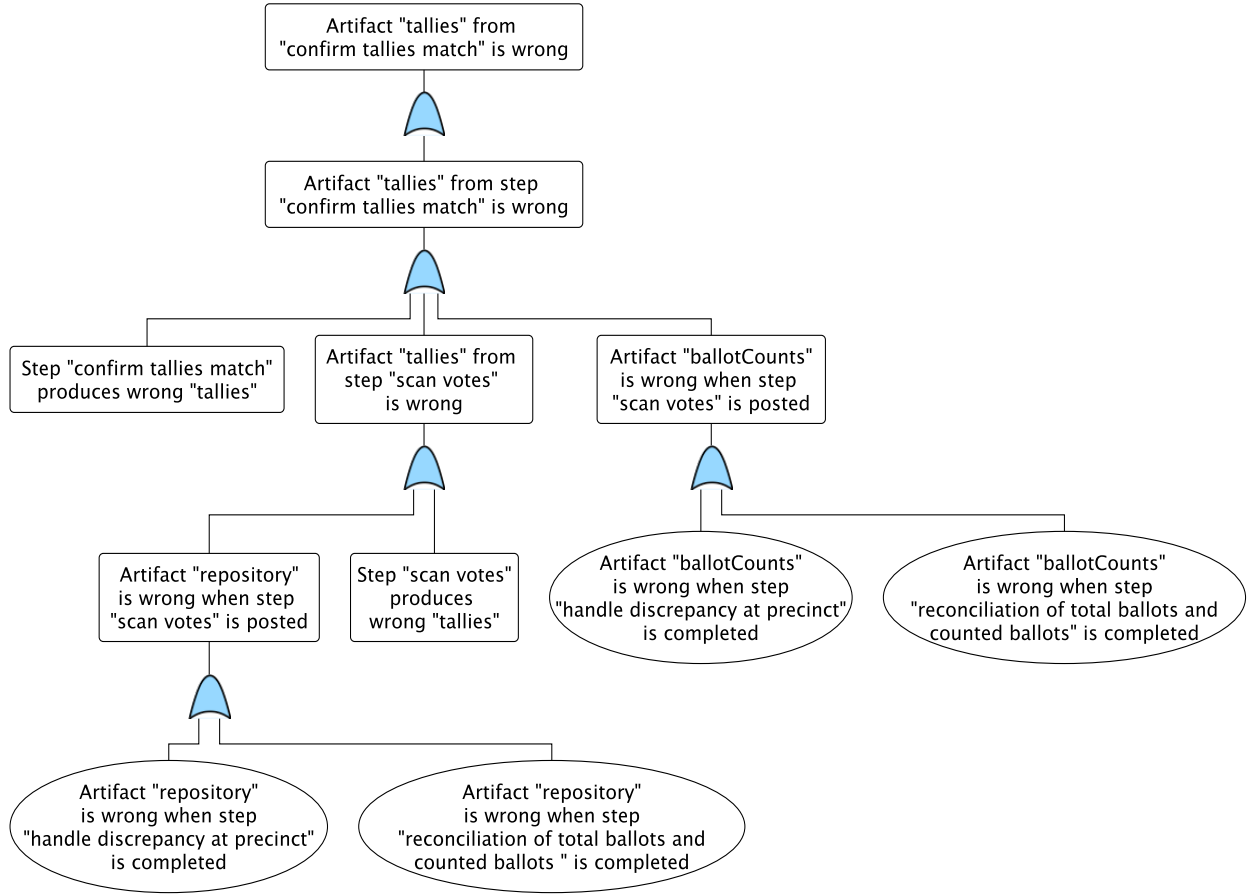 Artifact "tallies" from
"confirm tallies match" is wrong
Artifact "tallies" from step
"confirm tallies match" is wrong
Step "confirm tallies match"
produces wrong "tallies"
Artifact "tallies" from
step "scan votes"
is wrong
Artifact "ballotCounts"
is wrong when step
"scan votes" is posted
Artifact "repository"
is wrong when step
"scan votes" is posted
Step "scan votes"
produces
wrong "tallies"
Artifact "ballotCounts"
is wrong when step
"handle discrepancy at precinct"
is completed
Artifact "ballotCounts"
is wrong when step
"reconciliation of total ballots and
counted ballots" is completed
Artifact "repository"
is wrong when step
"handle discrepancy at precinct"
is completed
Artifact "repository"
is wrong when step
"reconciliation of total ballots and
counted ballots " is completed